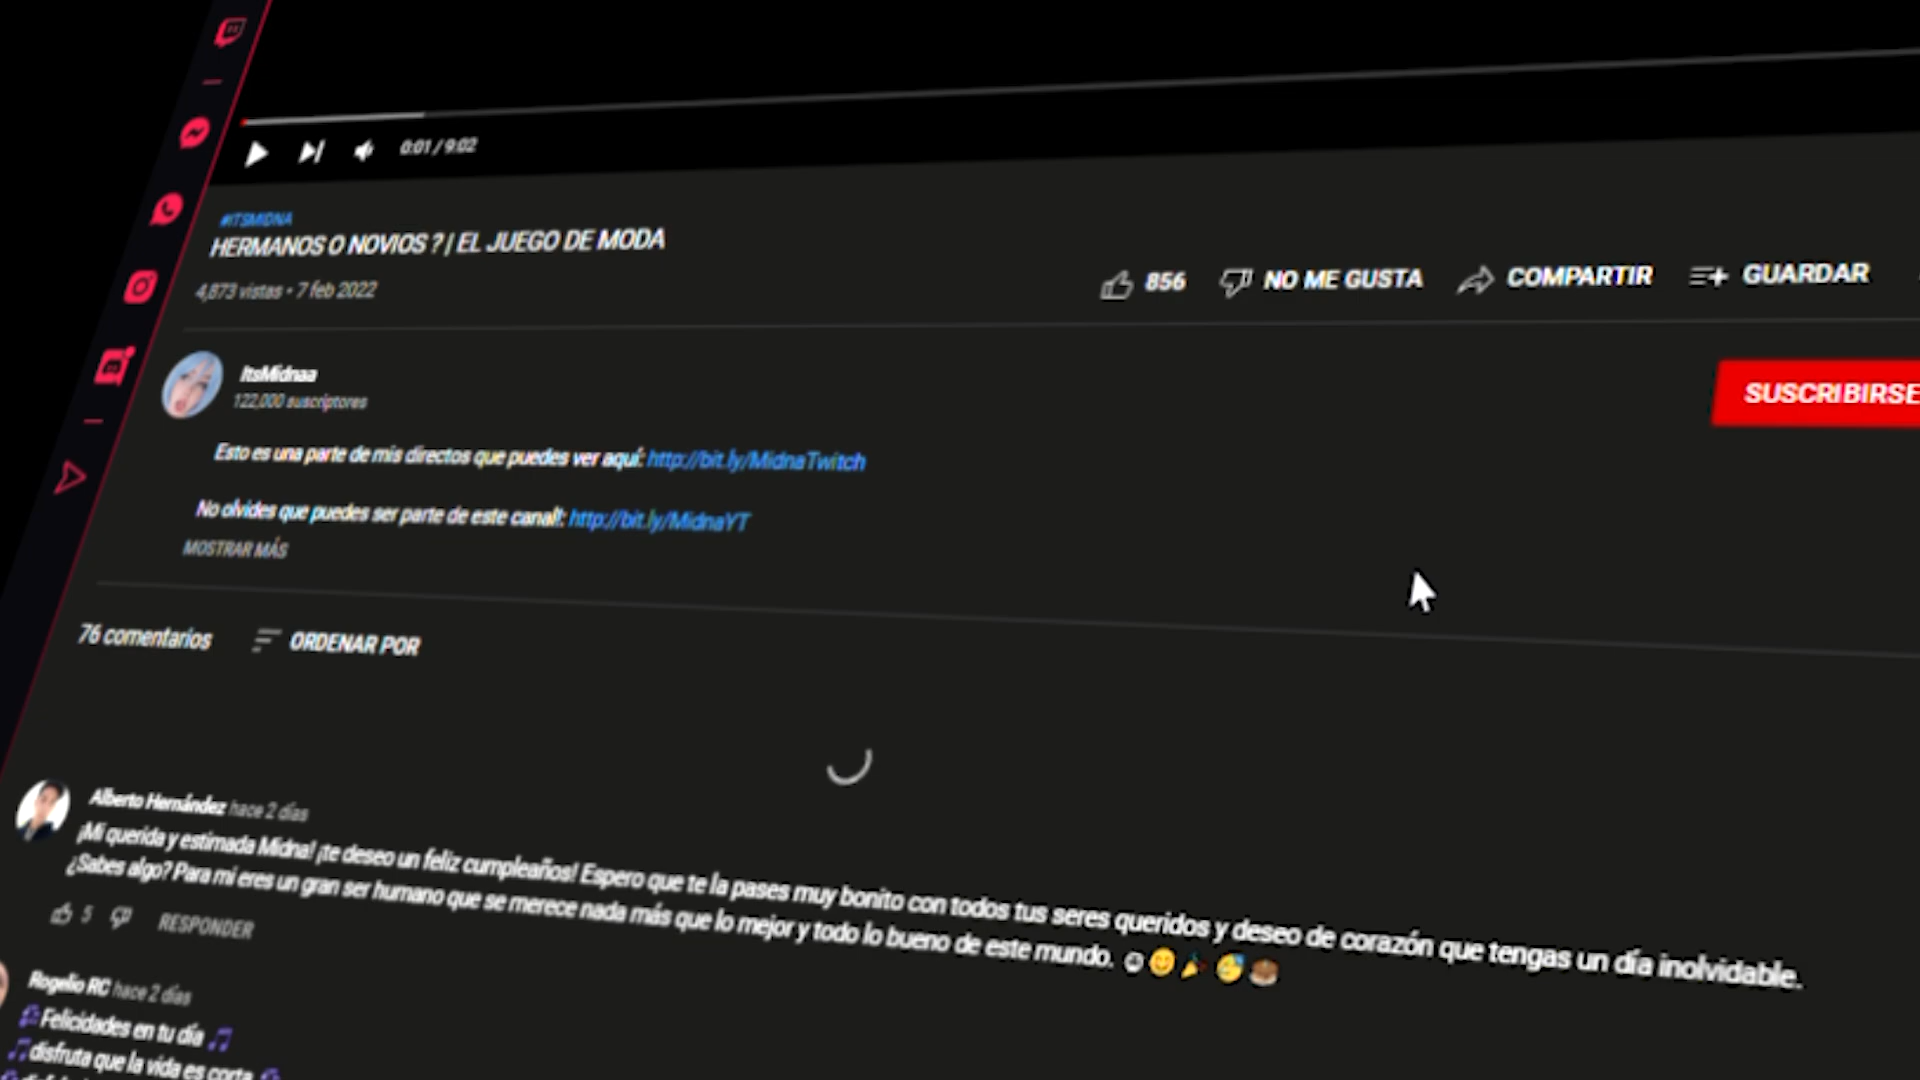 0:01 / 9:02
#ITSMIDNA
HERMANOS O NOVIOS ? | EL JUEGO DE MODA
4,873 vistas • 7 feb 2022
856 NO ME GUSTA COMPARTIR GUARDAR
ItsMidnaa
122,000 suscriptores
SUSCRIBIRSE
Esto es una parte de mis directos que puedes ver aquí: http://bit.ly/MidnaTwitch
No olvides que puedes ser parte de este canal!: http://bit.ly/MidnaYT
MOSTRAR MÁS
76 comentarios ORDENAR POR
Alberto Hernández hace 2 días
¡Mi querida y estimada Midna! ¡te deseo un feliz cumpleaños! Espero que te la pases muy bonito con todos tus seres queridos y deseo de corazón que tengas un día inolvidable.
¿Sabes algo? Para mi eres un gran ser humano que se merece nada más que lo mejor y todo lo bueno de este mundo. ☺😊🎉🥳🎂
5 RESPONDER
Rogelio RC hace 2 días
🎶Felicidades en tu día 🎵
🎵disfruta que la vida es corta 🎶